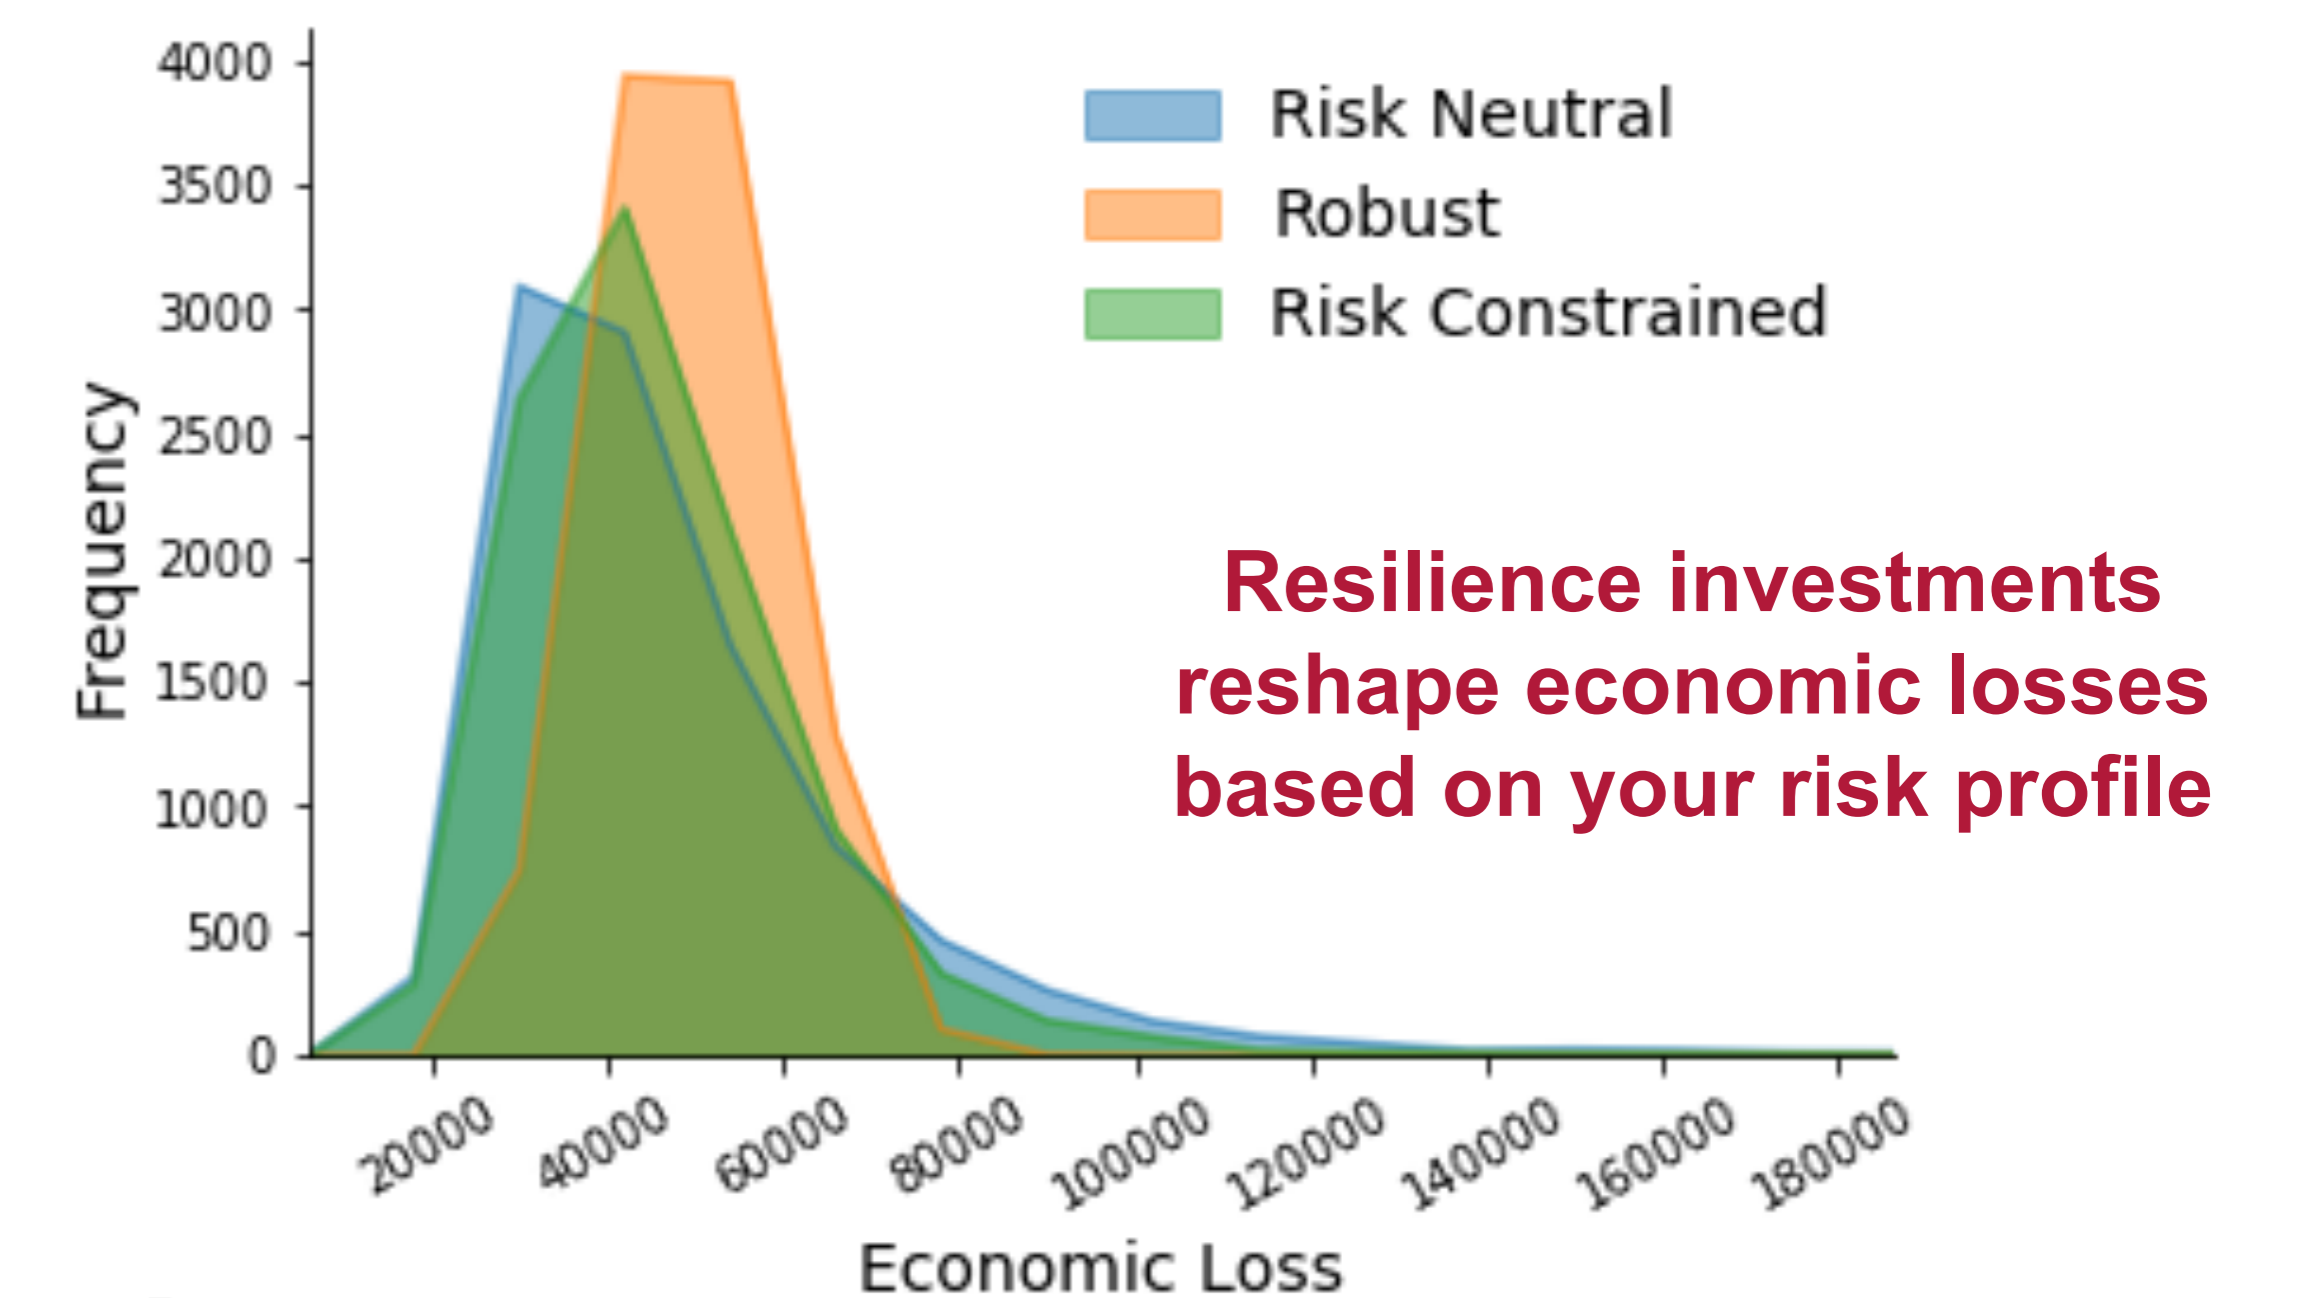 4000
3500
3000
2500
2000
1500
1000
500
0
Frequency
Risk Neutral
Robust
Risk Constrained
Resilience investments
reshape economic losses
based on your risk profile
20000 40000 60000 80000 100000 120000 140000 160000 180000
Economic Loss